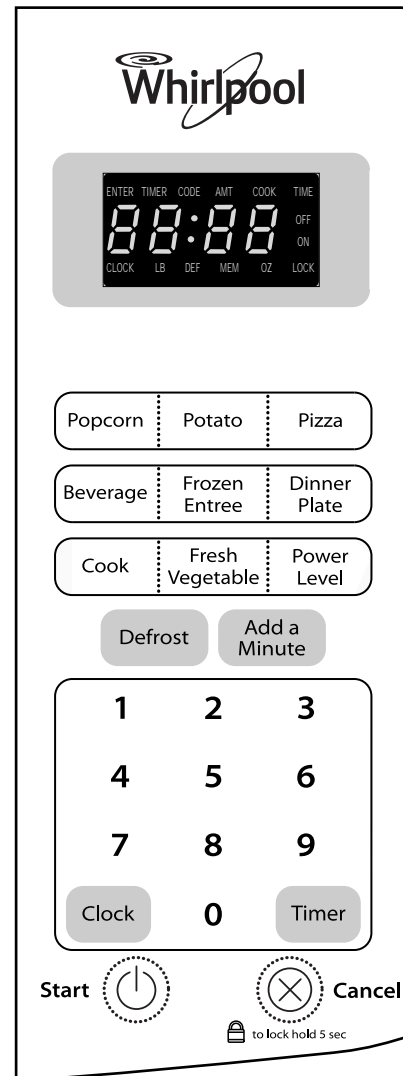 Whirlpool
ENTER TIMER CODE AMT COOK TIME
88:88 OFF
ON
CLOCK LB DEF MEM OZ LOCK
Popcorn Potato Pizza
Beverage Frozen Entree Dinner Plate
Cook Fresh Vegetable Power Level
Defrost Add a Minute
1 2 3
4 5 6
7 8 9
Clock 0 Timer
Start Cancel
to lock hold 5 sec